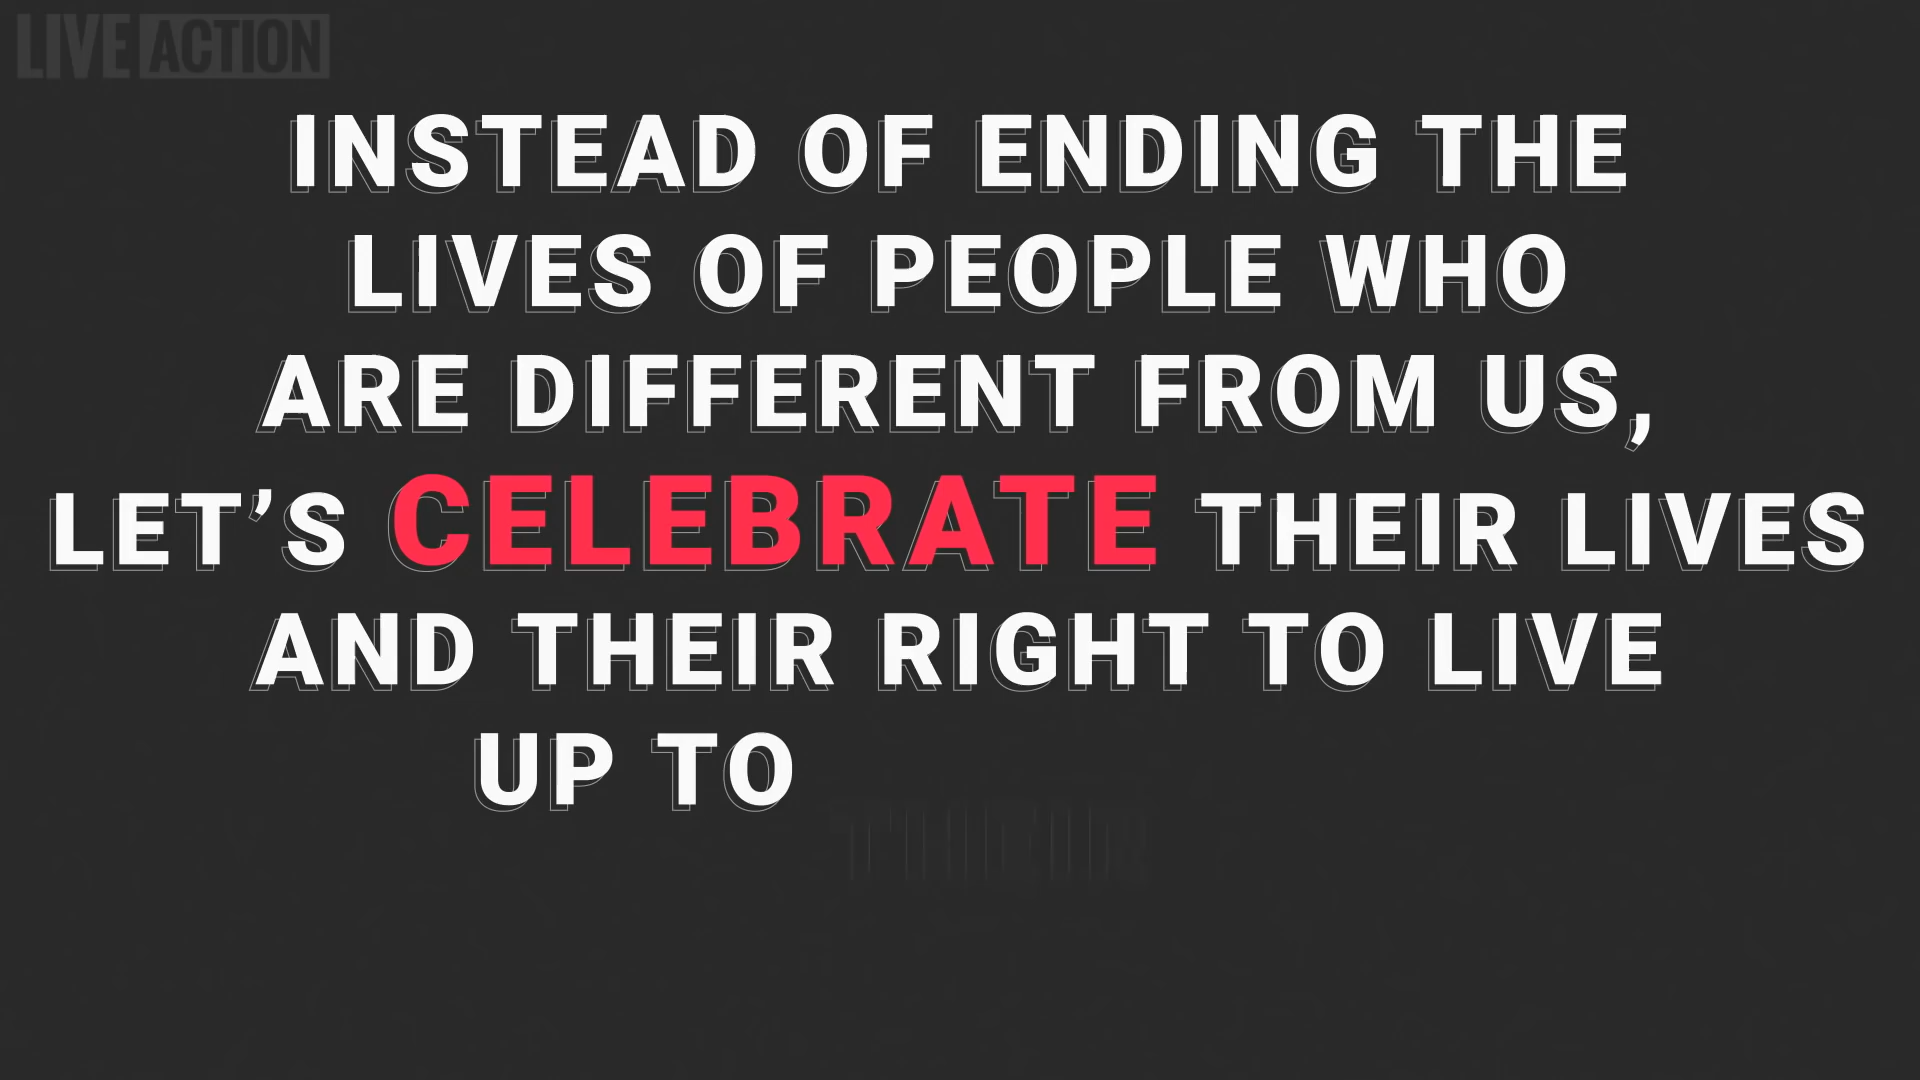 LIVE ACTION
INSTEAD OF ENDING THE
LIVES OF PEOPLE WHO
ARE DIFFERENT FROM US,
LET’S CELEBRATE THEIR LIVES
AND THEIR RIGHT TO LIVE
UP TO